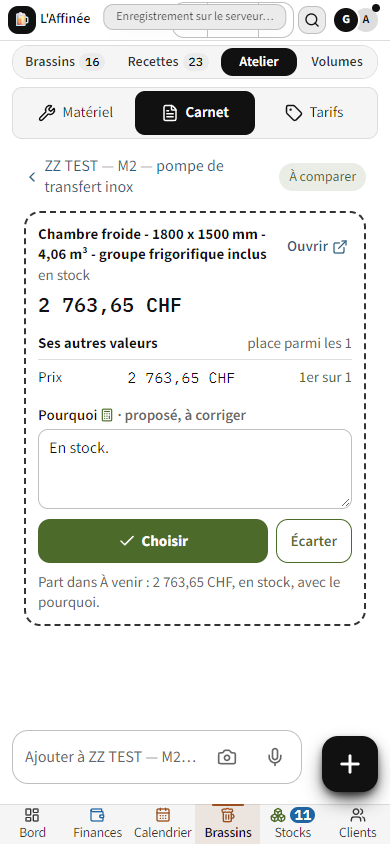 L'Affinée
Enregistrement sur le serveur…
G
A
Brassins 16
Recettes 23
Atelier
Volumes
Matériel
Carnet
Tarifs
ZZ TEST — M2 — pompe de
transfert inox
À comparer
Chambre froide - 1800 x 1500 mm -
4,06 m³ - groupe frigorifique inclus
en stock
Ouvrir
2 763,65 CHF
Ses autres valeurs
place parmi les 1
Prix
2 763,65 CHF
1er sur 1
Pourquoi · proposé, à corriger
En stock.
Choisir
Écarter
Part dans À venir : 2 763,65 CHF, en stock, avec le
pourquoi.
Ajouter à ZZ TEST — M2…
Bord
Finances
Calendrier
Brassins
Stocks
11
Clients